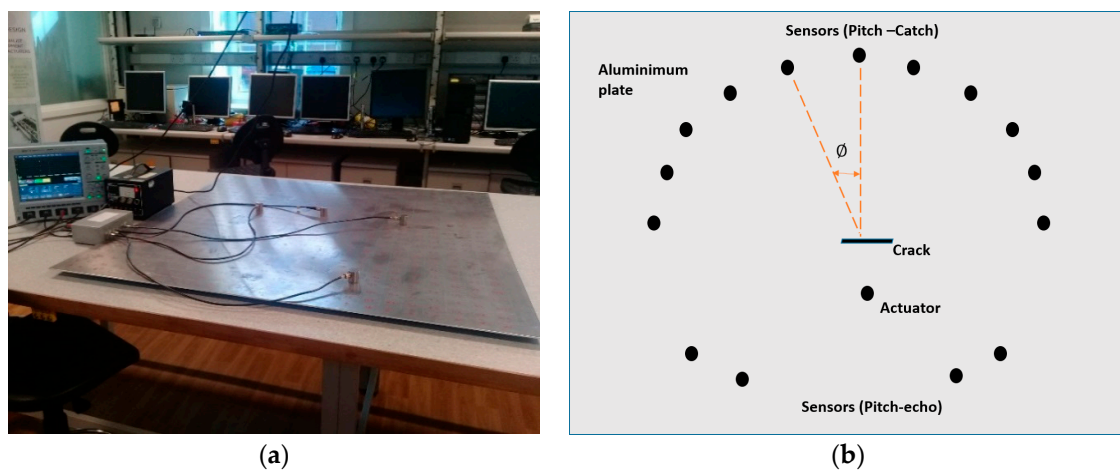 Sensors (Pitch –Catch)
Aluminimum
plate
Ø
Crack
Actuator
Sensors (Pitch-echo)
(a)
(b)